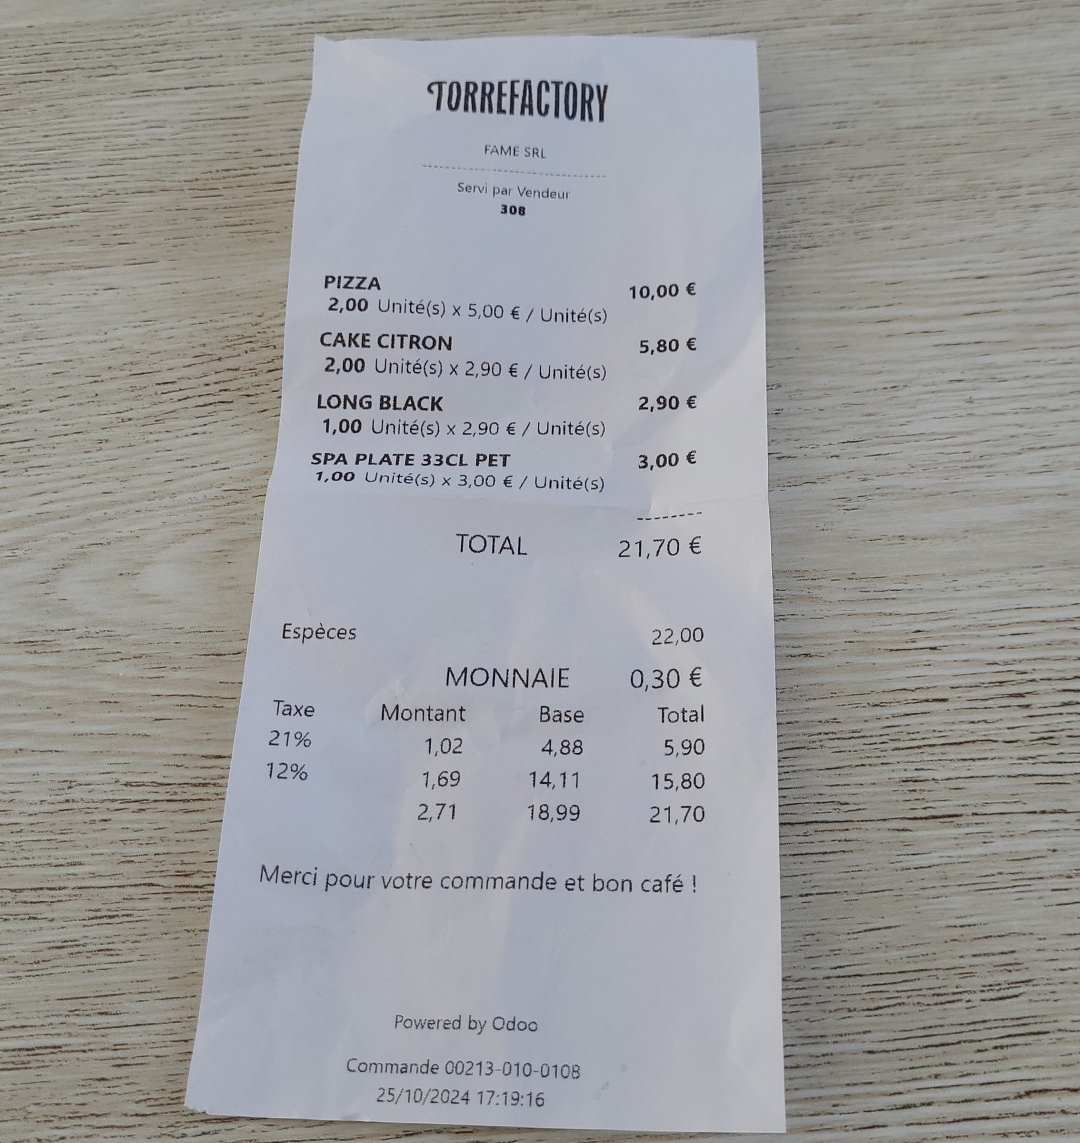 TORREFACTORY
FAME SRL
Servi par Vendeur
308
PIZZA 10,00 €
2,00 Unité(s) x 5,00 € / Unité(s)
CAKE CITRON 5,80 €
2,00 Unité(s) x 2,90 € / Unité(s)
LONG BLACK 2,90 €
1,00 Unité(s) x 2,90 € / Unité(s)
SPA PLATE 33CL PET 3,00 €
1,00 Unité(s) x 3,00 € / Unité(s)
TOTAL 21,70 €
Espèces 22,00
MONNAIE 0,30 €
Taxe Montant Base Total
21% 1,02 4,88 5,90
12% 1,69 14,11 15,80
2,71 18,99 21,70
Merci pour votre commande et bon café !
Powered by Odoo
Commande 00213-010-0108
25/10/2024 17:19:16